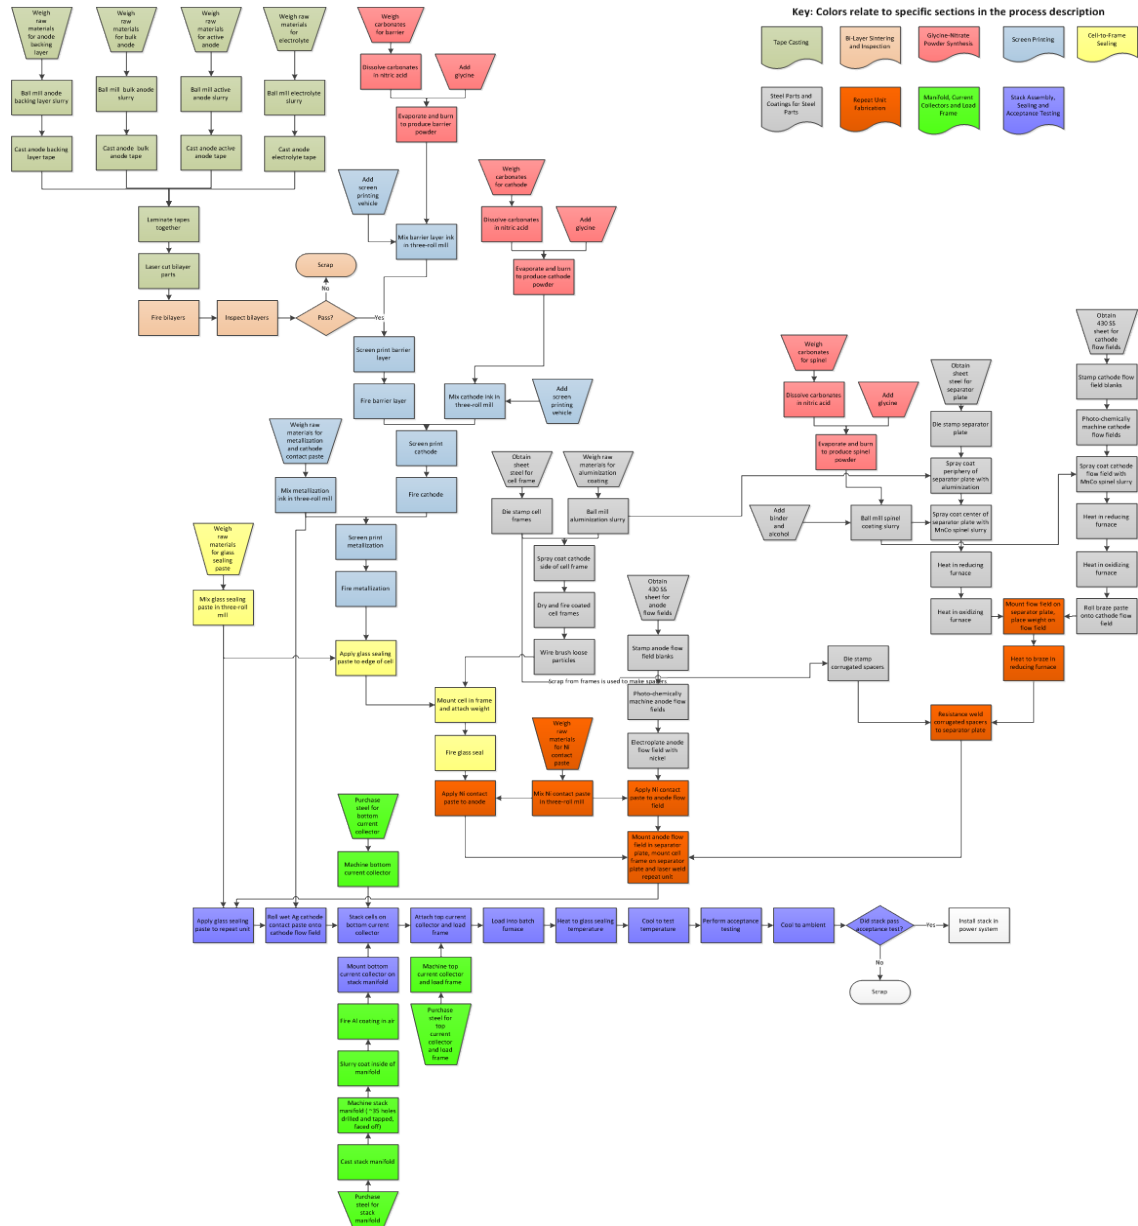 Key: Colors relate to specific sections in the process description
Tape Casting
Bi-Layer Sintering
and Inspection
Glycine-Nitrate
Powder Synthesis
Screen Printing
Cell-to-Frame
Sealing
Steel Parts and
Coatings for Steel
Parts
Repeat Unit
Fabrication
Manifold, Current
Collectors and Load
Frame
Stack Assembly,
Sealing and
Acceptance Testing
Weigh raw
materials
for anode
backing
layer
Weigh
raw
materials
for bulk
anode
Weigh
raw
materials
for active
anode
Weigh raw
materials for
electrolyte
Ball mill anode
backing layer slurry
Ball mill bulk anode
slurry
Ball mill active
anode slurry
Ball mill electrolyte
slurry
Cast anode backing
layer tape
Cast anode bulk
anode tape
Cast anode active
anode tape
Cast anode
electrolyte tape
Laminate tapes
together
Laser cut bilayer
parts
Fire bilayers
Inspect bilayers
Pass?
No
Scrap
Yes
Weigh
carbonates
for barrier
Dissolve carbonates
in nitric acid
Add
glycine
Evaporate and burn
to produce barrier
powder
Add
screen
printing
vehicle
Mix barrier layer ink
in three-roll mill
Weigh
carbonates
for cathode
Dissolve carbonates
in nitric acid
Add
glycine
Evaporate and burn
to produce cathode
powder
Screen print barrier
layer
Fire barrier layer
Mix cathode ink in
three-roll mill
Add
screen
printing
vehicle
Weigh raw
materials for
metallization
and cathode
contact paste
Screen print
cathode
Mix metallization
ink in three-roll mill
Fire cathode
Screen print
metallization
Fire metallization
Weigh
raw
materials
for glass
sealing
paste
Mix glass sealing
paste in three-roll
mill
Apply glass sealing
paste to edge of cell
Mount cell in frame
and attach weight
Fire glass seal
Obtain
sheet
steel for
cell frame
Weigh raw
materials for
aluminization
coating
Die stamp cell
frames
Ball mill
aluminization slurry
Spray coat cathode
side of cell frame
Dry and fire coated
cell frames
Wire brush loose
particles
Scrap from frames is used to make spacers
Obtain
430 SS
sheet for
anode
flow
fields
Stamp anode flow
field blanks
Photo-chemically
machine anode flow
fields
Electroplate anode
flow field with
nickel
Weigh
carbonates
for spinel
Dissolve carbonates
in nitric acid
Add
glycine
Evaporate and burn
to produce spinel
powder
Add
binder
and
alcohol
Ball mill spinel
coating slurry
Obtain
sheet
steel for
separator
plate
Die stamp separator
plate
Spray coat
periphery of
separator plate with
aluminization
Spray coat center of
separator plate with
MnCo spinel slurry
Heat in reducing
furnace
Heat in oxidizing
furnace
Obtain
430 SS
sheet for
cathode
flow fields
Stamp cathode flow
field blanks
Photo-chemically
machine cathode
flow fields
Spray coat cathode
flow field with
MnCo spinel slurry
Heat in reducing
furnace
Heat in oxidizing
furnace
Roll braze paste
onto cathode flow
field
Mount flow field on
separator plate,
place weight on
flow field
Heat to braze in
reducing furnace
Die stamp
corrugated spacers
Resistance weld
corrugated spacers
to separator plate
Weigh
raw
materials
for Ni
contact
paste
Apply Ni contact
paste to anode
Mix Ni contact paste
in three-roll mill
Apply Ni contact
paste to anode flow
field
Mount anode flow
field in separator
plate, mount cell
frame on separator
plate and laser weld
repeat unit
Purchase
steel for
bottom
current
collector
Machine bottom
current collector
Apply glass sealing
paste to repeat unit
Roll wet Ag cathode
contact paste onto
cathode flow field
Stack cells on
bottom current
collector
Attach top current
collector and load
frame
Load into batch
furnace
Heat to glass sealing
temperature
Cool to test
temperature
Perform acceptance
testing
Cool to ambient
Did stack pass
acceptance test?
Yes
Install stack in
power system
No
Scrap
Mount bottom
current collector on
stack manifold
Machine top
current collector
and load frame
Fire Al coating in air
Purchase
steel for
top
current
collector
and load
frame
Slurry coat inside of
manifold
Machine stack
manifold ( ~35 holes
drilled and tapped,
faced off)
Cast stack manifold
Purchase
steel for
stack
manifold